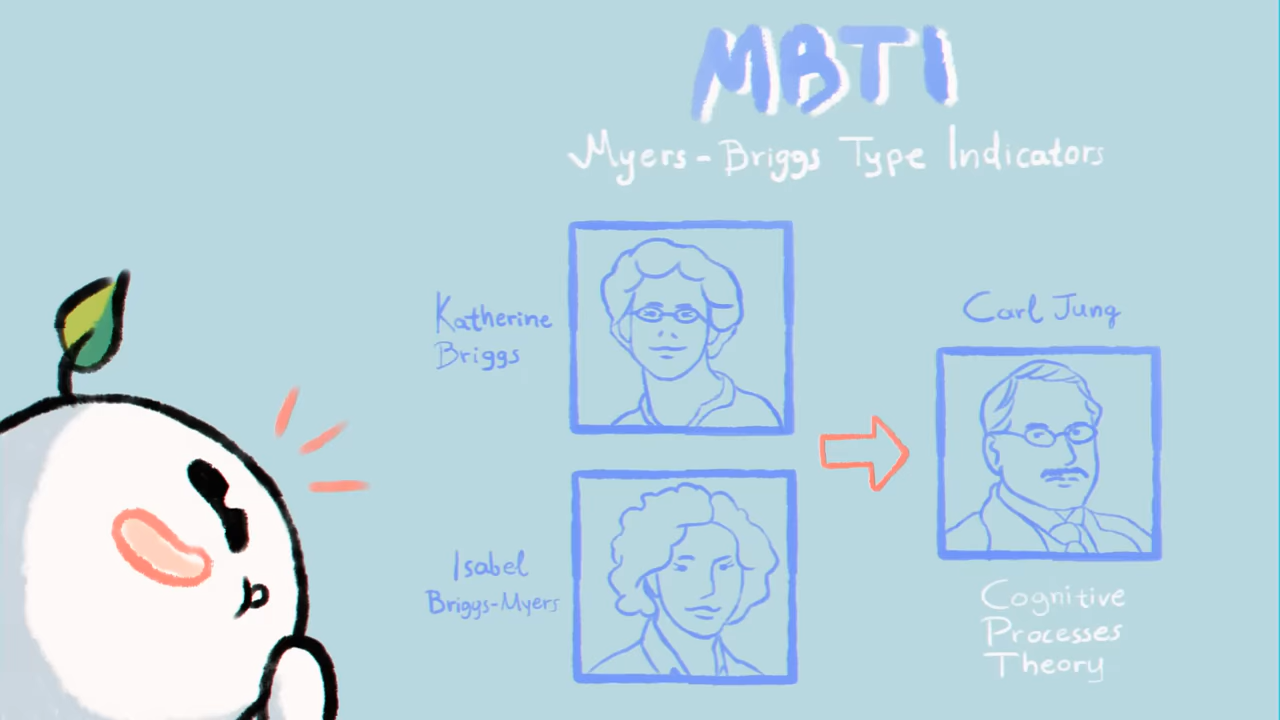 MBTI
Myers-Briggs Type Indicators
Katherine
Briggs
Isabel
Briggs-Myers
Carl Jung
Cognitive
Processes
Theory